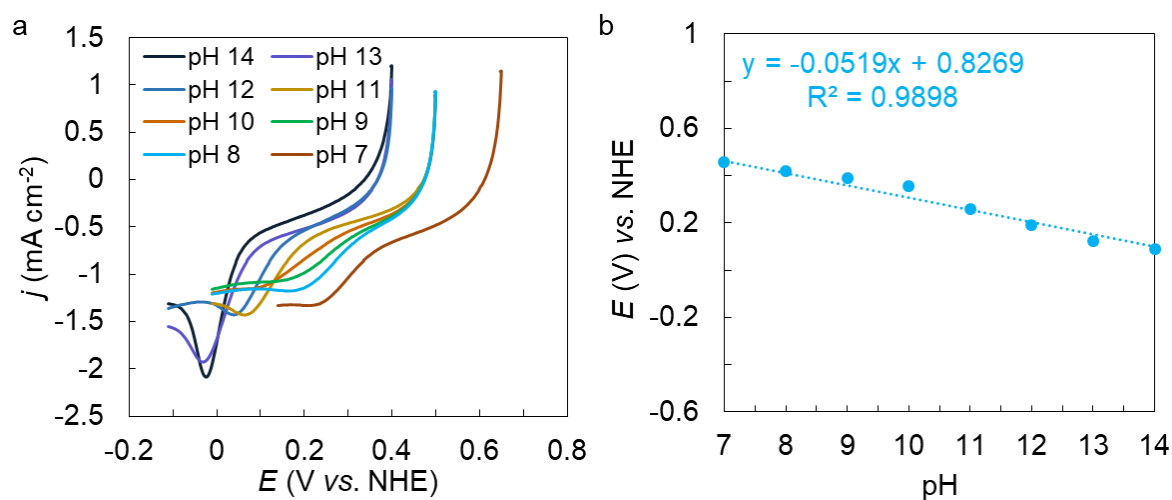 a
1.5
1
0.5
0
-0.5
-1
-1.5
-2
-2.5
j (mA cm-2)
pH 14 pH 13
pH 12 pH 11
pH 10 pH 9
pH 8 pH 7
-0.2 0 0.2 0.4 0.6 0.8
E (V vs. NHE)
b
1
0.6
0.2
-0.2
-0.6
E (V) vs. NHE
y = -0.0519x + 0.8269
R² = 0.9898
7 8 9 10 11 12 13 14
pH